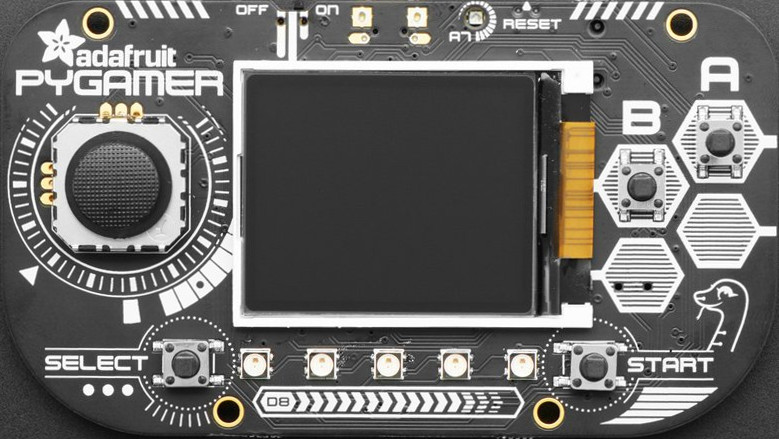 OFF ON
A7 RESET
adafruit
PYGAMER
A
B
SELECT
START
D8